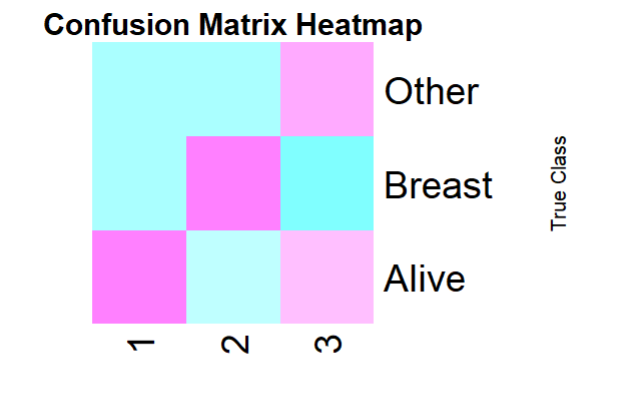 Confusion Matrix Heatmap
Other
Breast
True Class
Alive
1 2 3